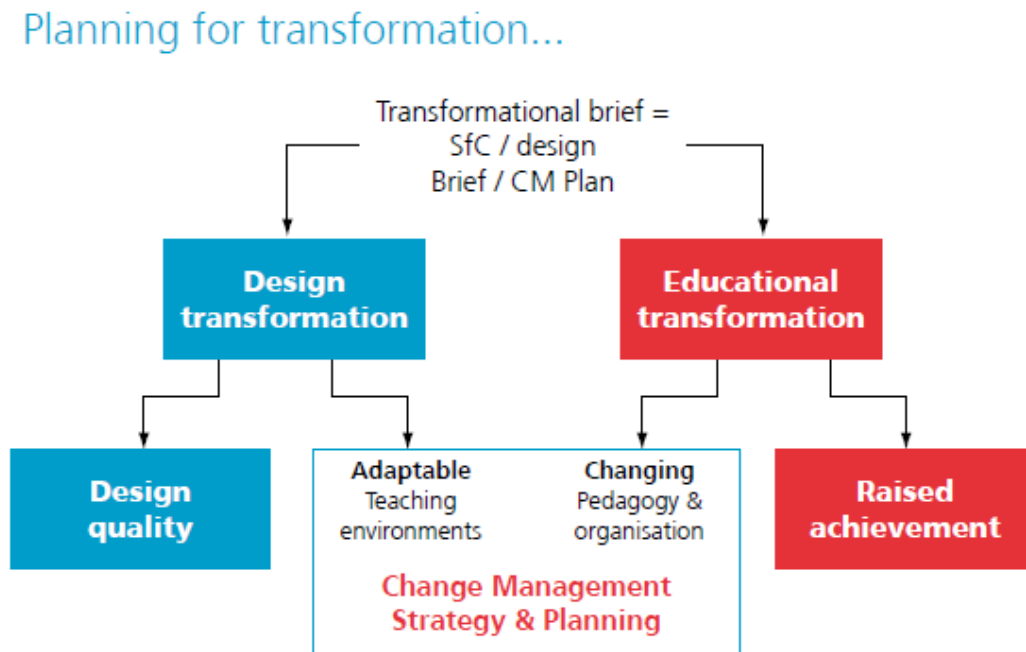 Planning for transformation...
Transformational brief =
SfC / design
Brief / CM Plan
Design
transformation
Educational
transformation
Design
quality
Adaptable
Teaching
environments
Changing
Pedagogy &
organisation
Raised
achievement
Change Management
Strategy & Planning